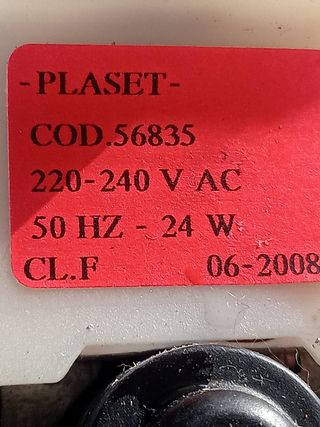 -PLASET-
COD.56835
220-240 V AC
50 HZ - 24 W
CL.F 06-2008